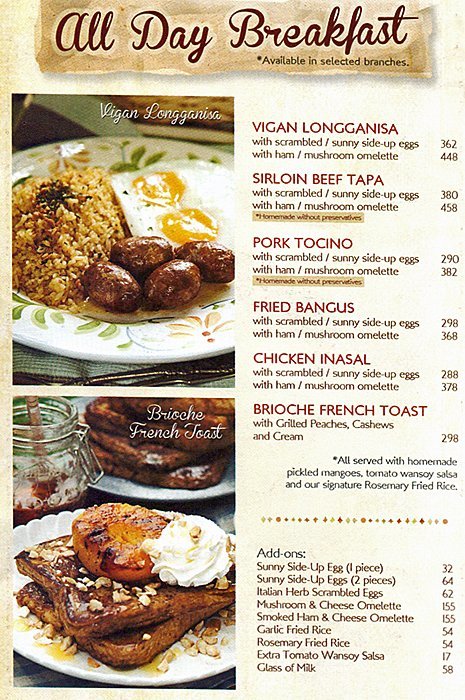 All Day Breakfast
*Available in selected branches.
Vigan Longganisa
VIGAN LONGGANISA
with scrambled / sunny side-up eggs 362
with ham / mushroom omelette 448
SIRLOIN BEEF TAPA
with scrambled / sunny side-up eggs 380
with ham / mushroom omelette 458
*Homemade without preservatives
PORK TOCINO
with scrambled / sunny side-up eggs 290
with ham / mushroom omelette 382
*Homemade without preservatives
FRIED BANGUS
with scrambled / sunny side-up eggs 298
with ham / mushroom omelette 368
CHICKEN INASAL
with scrambled / sunny side-up eggs 288
with ham / mushroom omelette 378
Brioche
French Toast
BRIOCHE FRENCH TOAST
with Grilled Peaches, Cashews
and Cream 298
*All served with homemade
pickled mangoes, tomato wansoy salsa
and our signature Rosemary Fried Rice.
Add-ons:
Sunny Side-Up Egg (1 piece) 32
Sunny Side-Up Eggs (2 pieces) 64
Italian Herb Scrambled Eggs 62
Mushroom & Cheese Omelette 155
Smoked Ham & Cheese Omelette 155
Garlic Fried Rice 54
Rosemary Fried Rice 54
Extra Tomato Wansoy Salsa 17
Glass of Milk 58